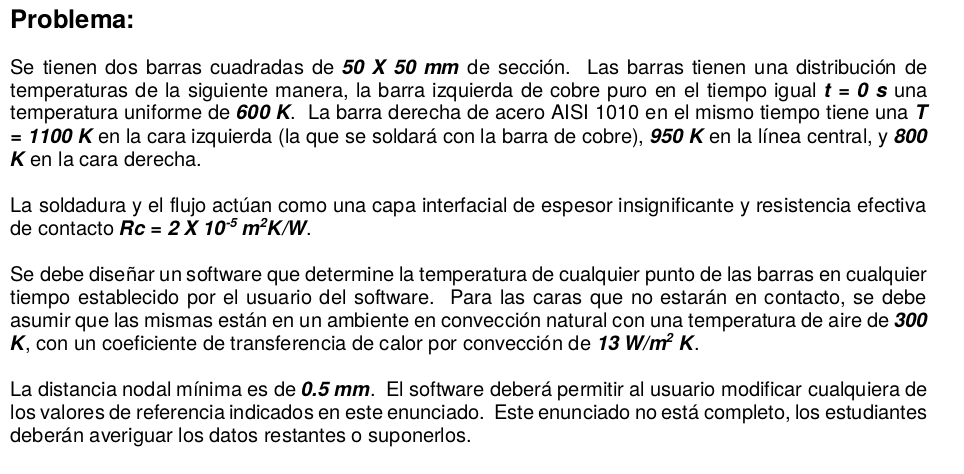 Problema:
Se tienen dos barras cuadradas de 50 X 50 mm de sección. Las barras tienen una distribución de
temperaturas de la siguiente manera, la barra izquierda de cobre puro en el tiempo igual t = 0 s una
temperatura uniforme de 600 K. La barra derecha de acero AISI 1010 en el mismo tiempo tiene una T
= 1100 K en la cara izquierda (la que se soldará con la barra de cobre), 950 K en la línea central, y 800
K en la cara derecha.
La soldadura y el flujo actúan como una capa interfacial de espesor insignificante y resistencia efectiva
de contacto Rc = 2 X 10⁻⁵ m²K/W.
Se debe diseñar un software que determine la temperatura de cualquier punto de las barras en cualquier
tiempo establecido por el usuario del software. Para las caras que no estarán en contacto, se debe
asumir que las mismas están en un ambiente en convección natural con una temperatura de aire de 300
K, con un coeficiente de transferencia de calor por convección de 13 W/m² K.
La distancia nodal mínima es de 0.5 mm. El software deberá permitir al usuario modificar cualquiera de
los valores de referencia indicados en este enunciado. Este enunciado no está completo, los estudiantes
deberán averiguar los datos restantes o suponerlos.